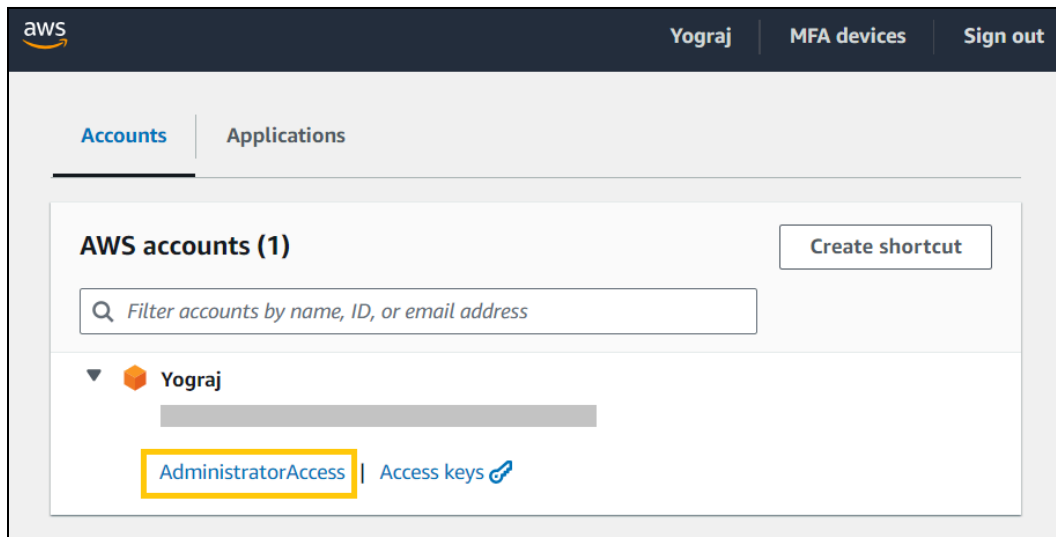 aws
Yograj
MFA devices
Sign out
Accounts
Applications
AWS accounts (1)
Create shortcut
Filter accounts by name, ID, or email address
Yograj
AdministratorAccess | Access keys